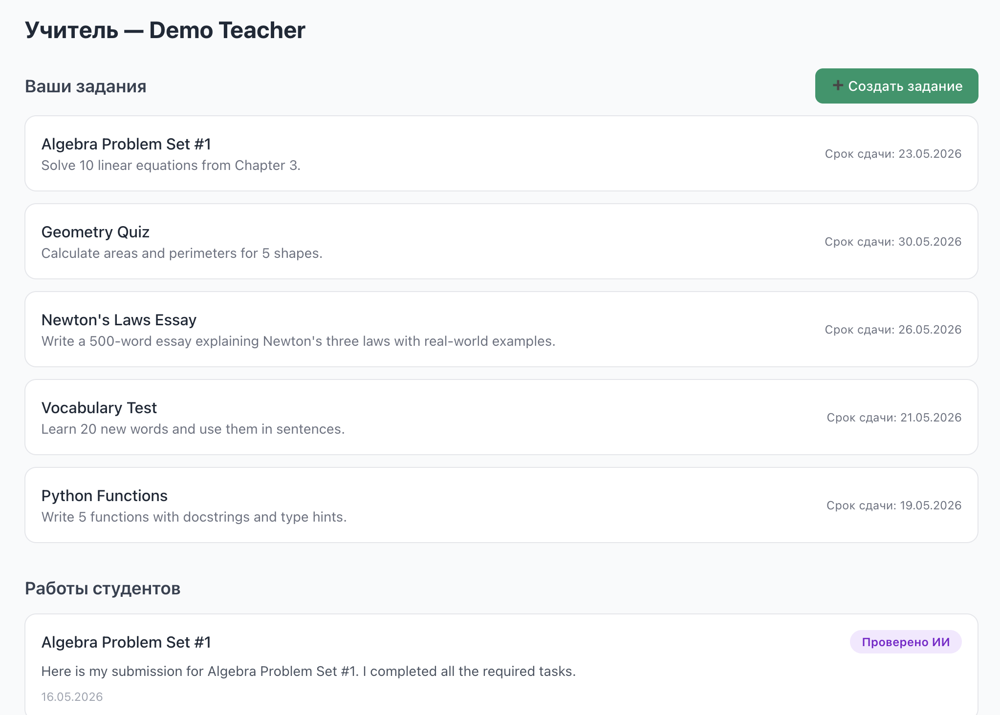 Учитель — Demo Teacher
Ваши задания
➕ Создать задание
Algebra Problem Set #1
Solve 10 linear equations from Chapter 3.
Срок сдачи: 23.05.2026
Geometry Quiz
Calculate areas and perimeters for 5 shapes.
Срок сдачи: 30.05.2026
Newton's Laws Essay
Write a 500-word essay explaining Newton's three laws with real-world examples.
Срок сдачи: 26.05.2026
Vocabulary Test
Learn 20 new words and use them in sentences.
Срок сдачи: 21.05.2026
Python Functions
Write 5 functions with docstrings and type hints.
Срок сдачи: 19.05.2026
Работы студентов
Algebra Problem Set #1
Проверено ИИ
Here is my submission for Algebra Problem Set #1. I completed all the required tasks.
16.05.2026